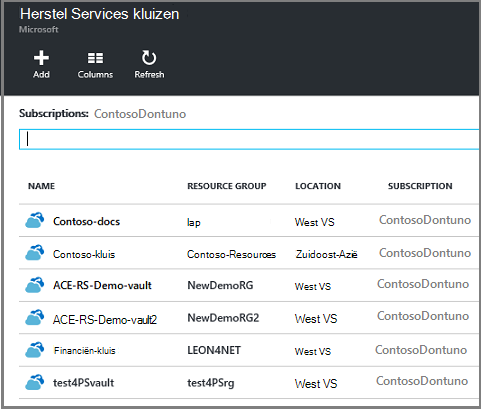 Herstel Services kluizen
Microsoft
Add Columns Refresh
Subscriptions: ContosoDontuno
NAME RESOURCE GROUP LOCATION SUBSCRIPTION
Contoso-docs lap West VS ContosoDontuno
Contoso-kluis Contoso-Resources Zuidoost-Azië ContosoDontuno
ACE-RS-Demo-vault NewDemoRG West VS ContosoDontuno
ACE-RS-Demo-vault2 NewDemoRG2 West VS ContosoDontuno
Financiën-kluis LEON4NET West VS ContosoDontuno
test4PSvault test4PSrg West VS ContosoDontuno